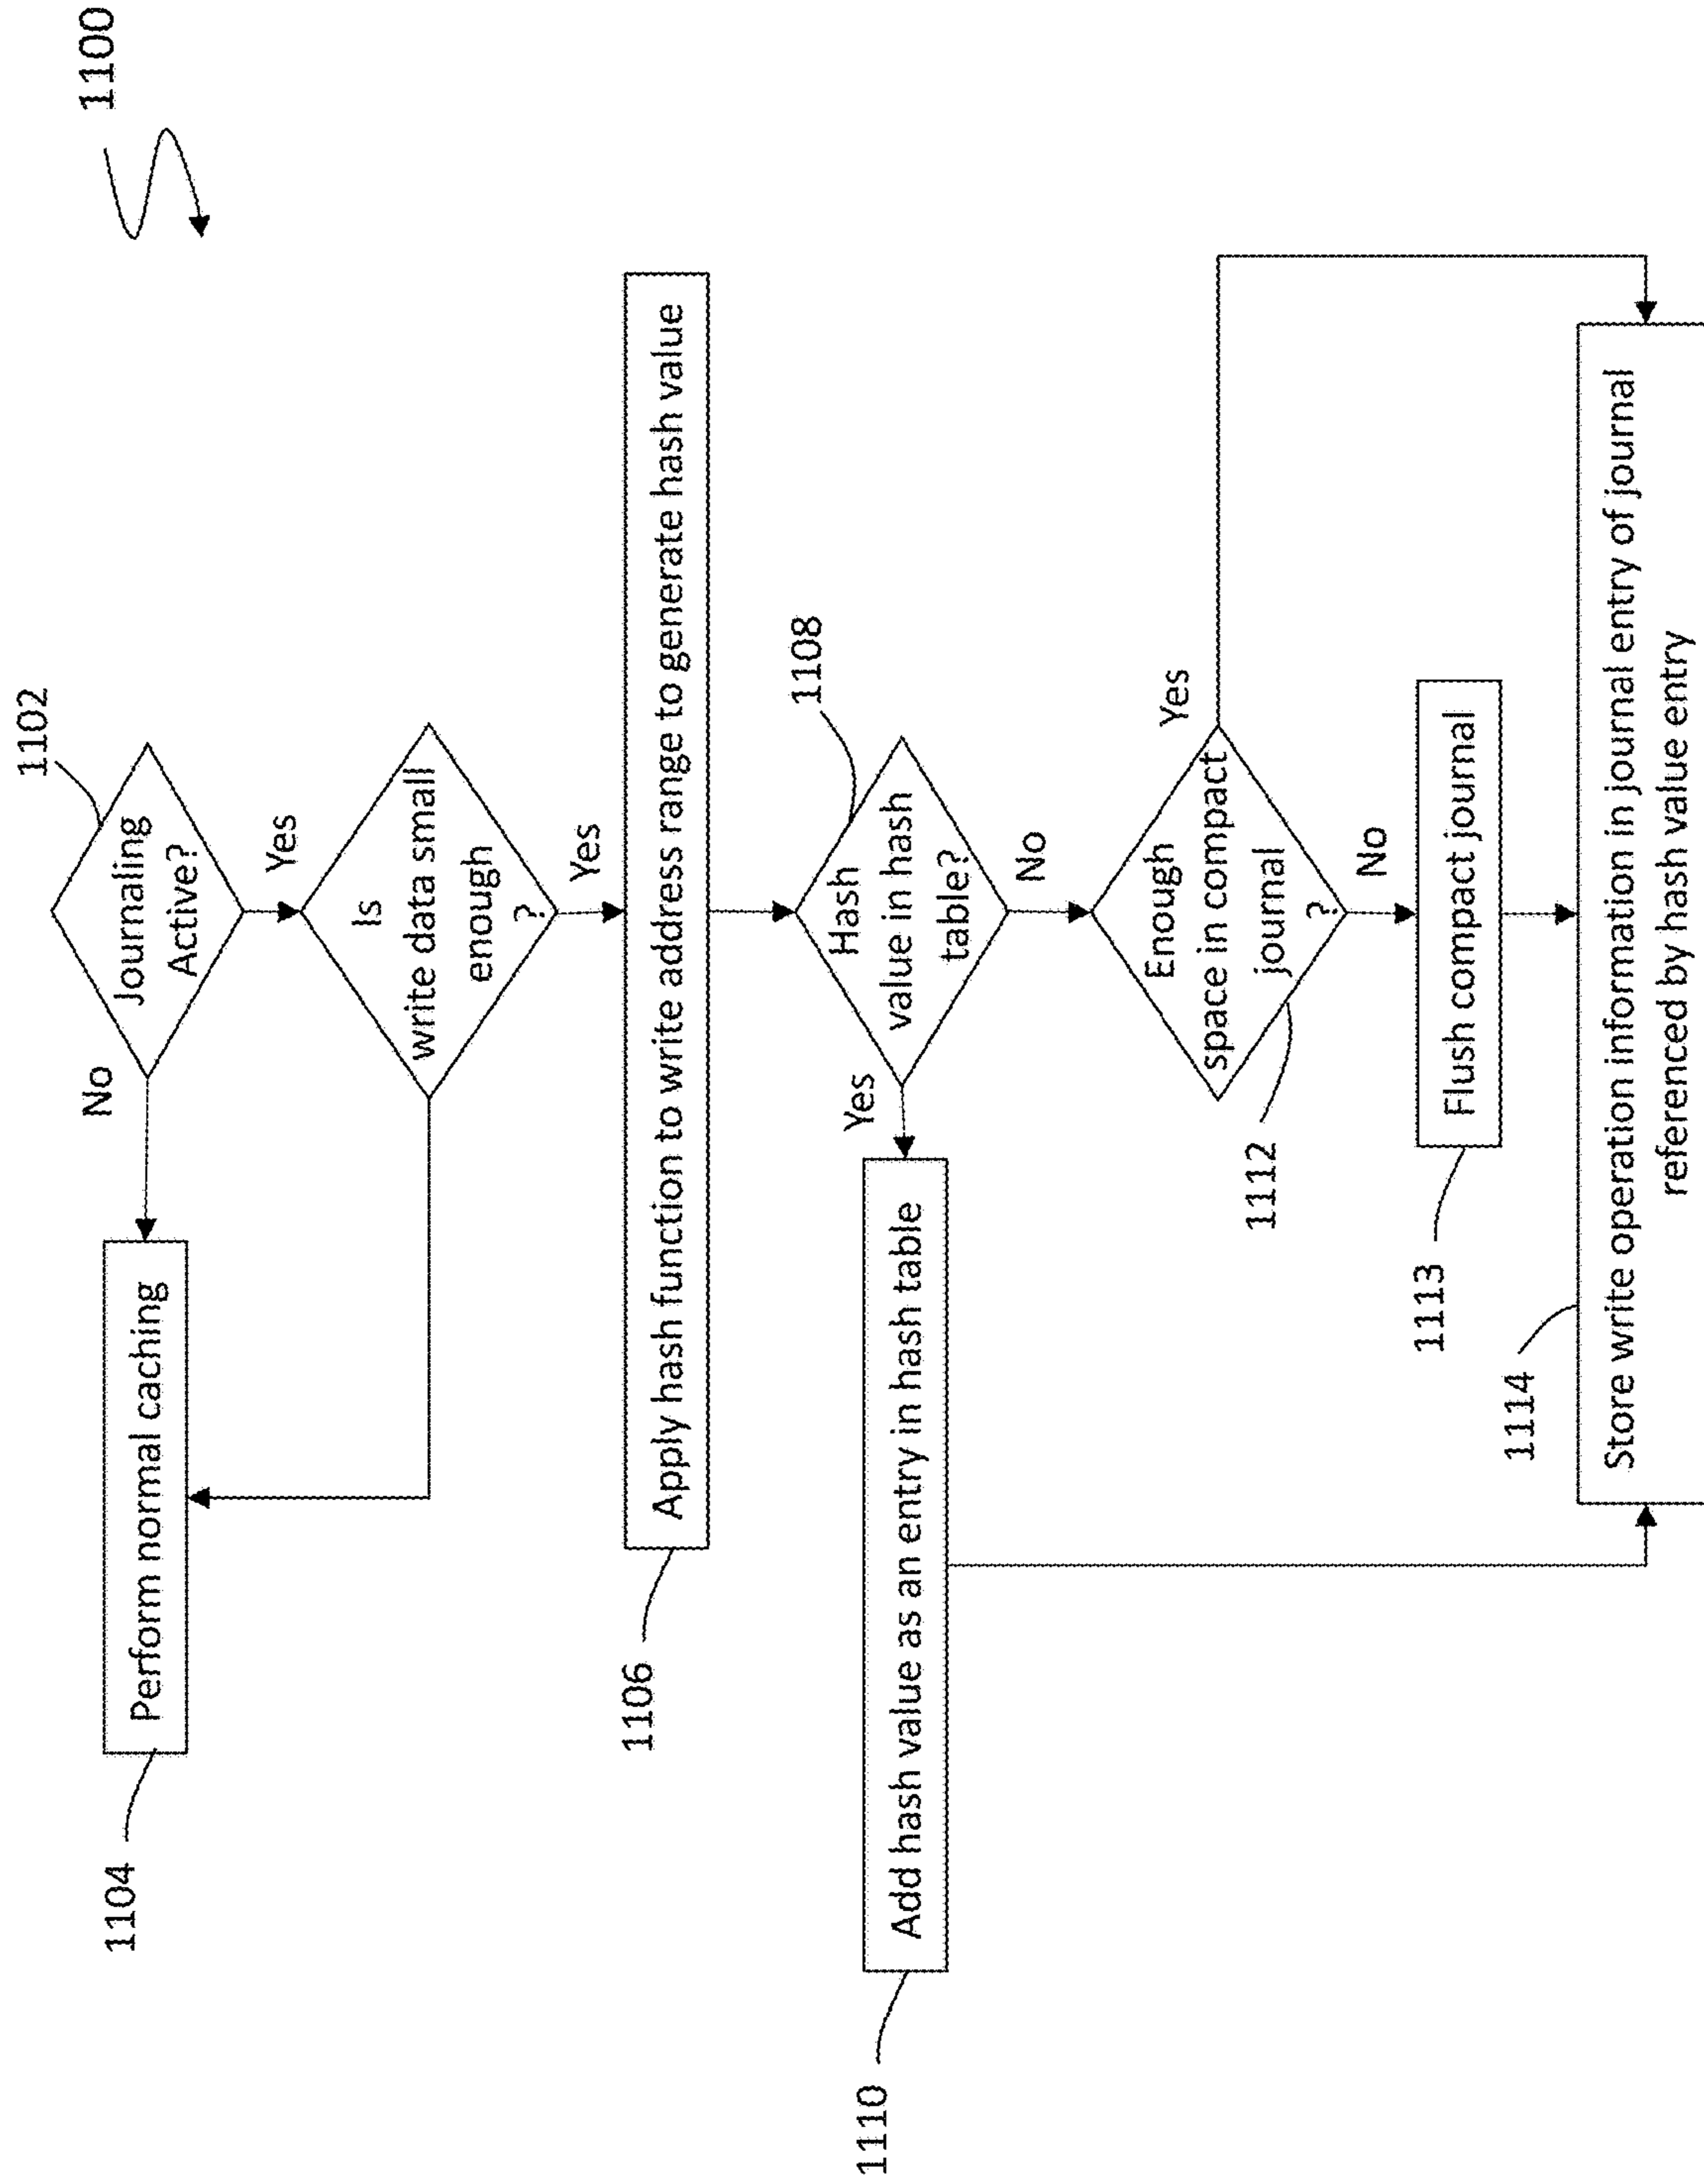 1100
1102
Journaling
Active?
No
Yes
1104
Perform normal caching
Is
write data small
enough
?
Yes
1106
Apply hash function to write address range to generate hash value
1108
Hash
value in hash
table?
Yes
No
1110
Add hash value as an entry in hash table
Enough
space in compact
journal
?
Yes
No
1112
1113
Flush compact journal
1114
Store write operation information in journal entry of journal
referenced by hash value entry